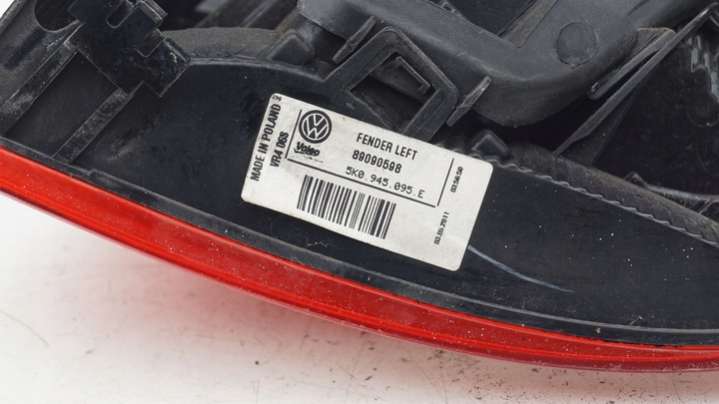 MADE IN POLAND
VR4 06S
Valeo
FENDER LEFT
89090598
5K0.945.095.E